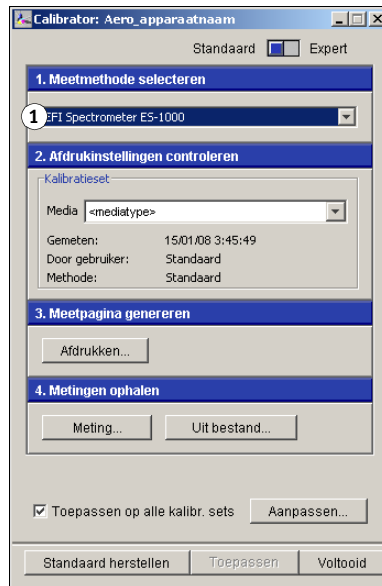 Calibrator: Aero_apparaatnaam
Standaard Expert
1. Meetmethode selecteren
1 EFI Spectrometer ES-1000
2. Afdrukinstellingen controleren
Kalibratieset
Media <mediatype>
Gemeten: 15/01/08 3:45:49
Door gebruiker: Standaard
Methode: Standaard
3. Meetpagina genereren
Afdrukken...
4. Metingen ophalen
Meting... Uit bestand...
Toepassen op alle kalibr. sets Aanpassen...
Standaard herstellen Toepassen Voltooid